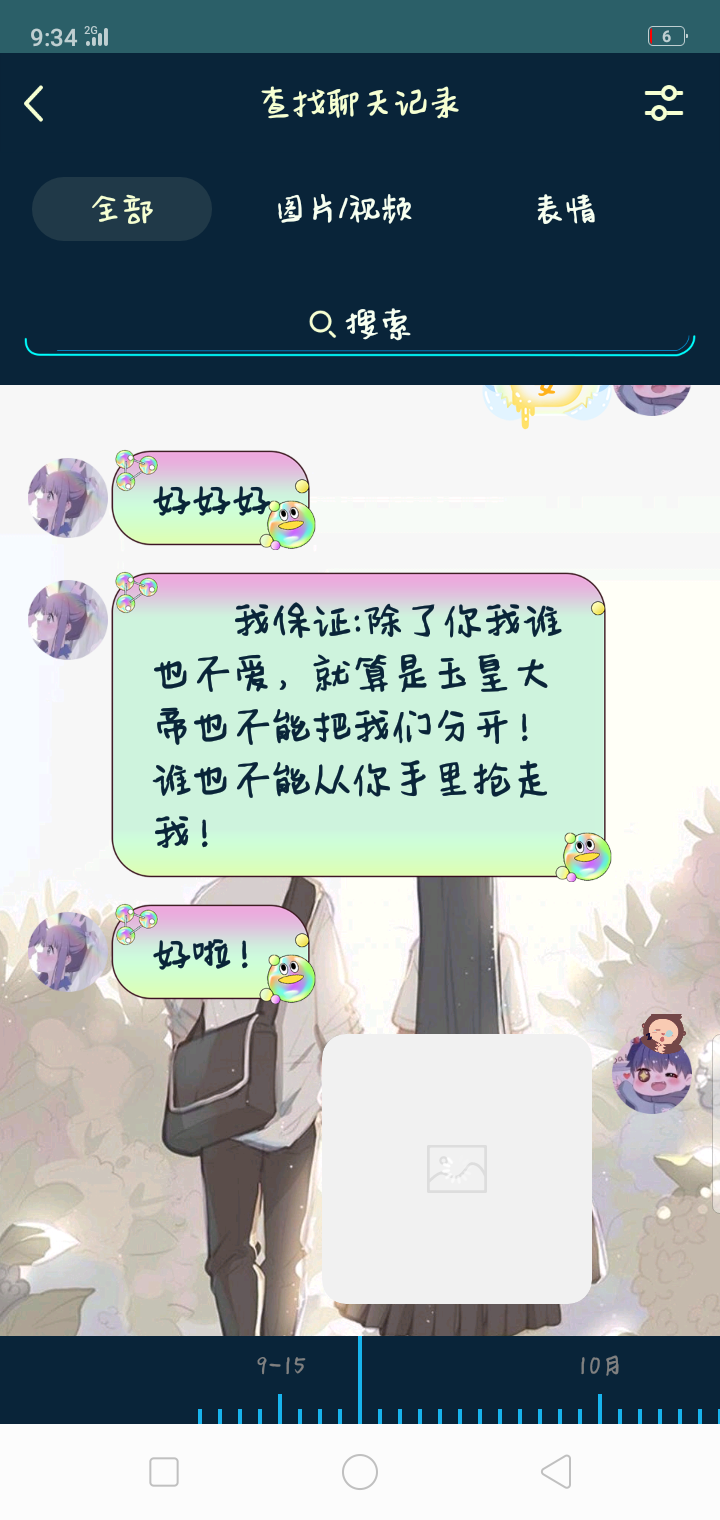 9:34 2G 6
查找聊天记录
全部 图片/视频 表情
搜索
好好好
我保证:除了你我谁
也不爱，就算是玉皇大
帝也不能把我们分开！
谁也不能从你手里抢走
我！
好啦！
9-15 10月